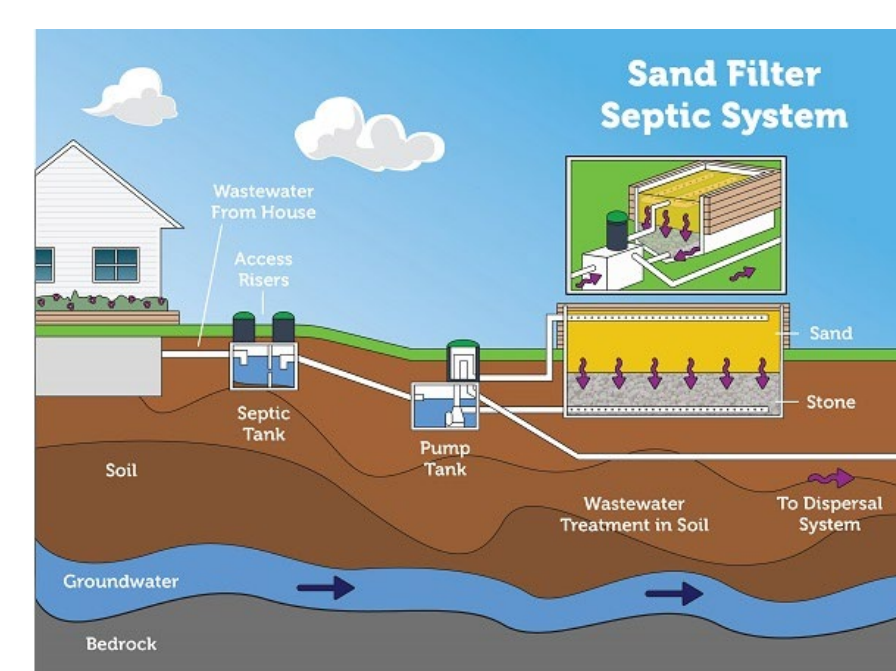 Sand Filter
Septic System
Wastewater
From House
Access
Risers
Sand
Stone
Septic
Tank
Pump
Tank
Soil
Wastewater
Treatment in Soil
To Dispersal
System
Groundwater
Bedrock